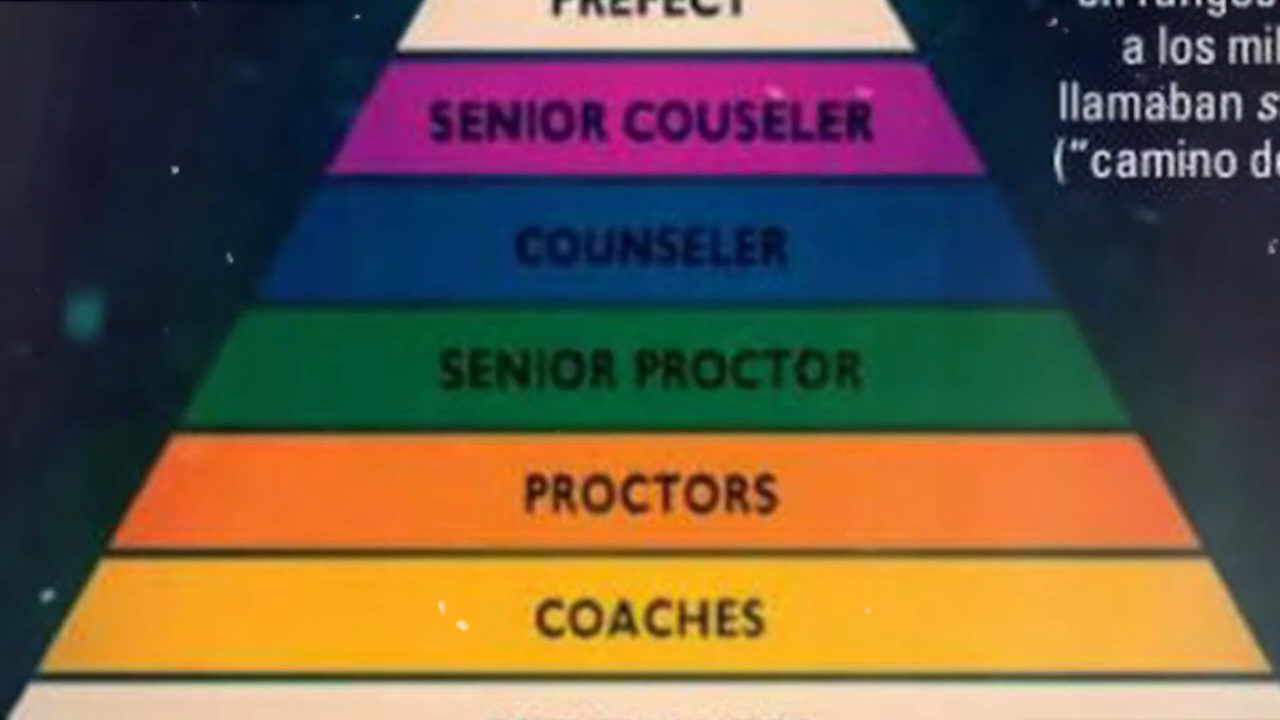 PREFECT
SENIOR COUSELER
COUNSELER
SENIOR PROCTOR
PROCTORS
COACHES
a los mil
llamaban s
("camino de